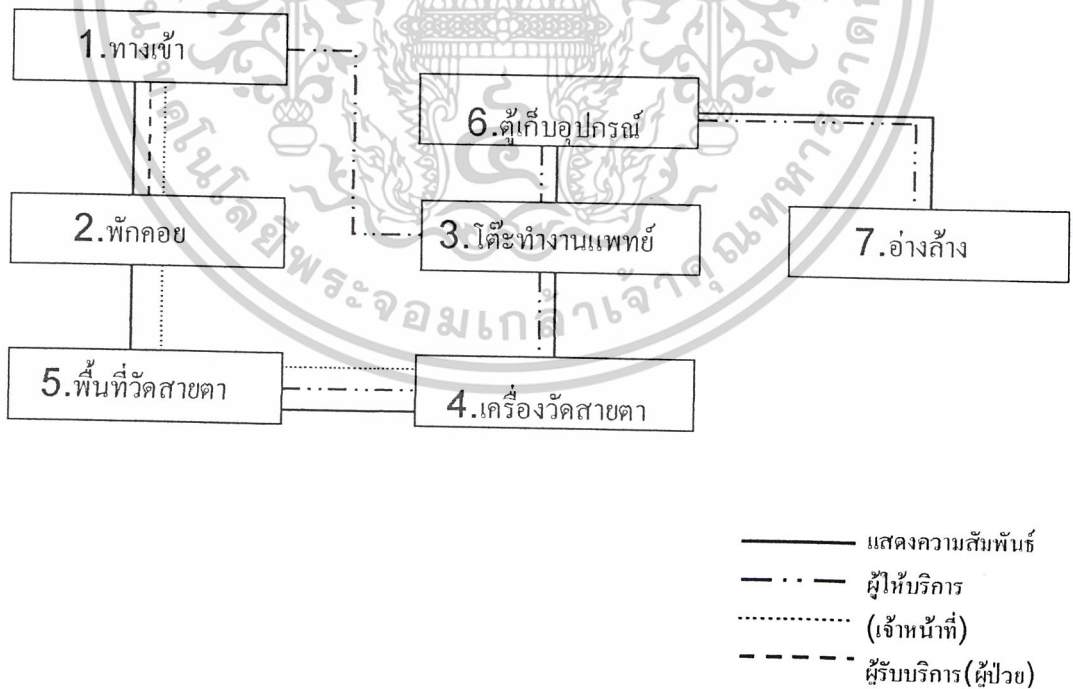 1.ทางเข้า
6.ตู้เก็บอุปกรณ์
2.พักคอย
3.โต๊ะทำงานแพทย์
7.อ่างล้าง
5.พื้นที่วัดสายตา
4.เครื่องวัดสายตา
แสดงความสัมพันธ์
ผู้ให้บริการ
(เจ้าหน้าที่)
ผู้รับบริการ(ผู้ป่วย)